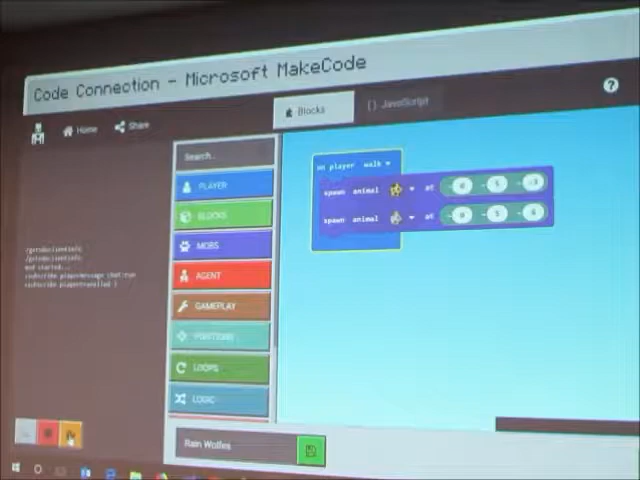 Code Connection - Microsoft MakeCode
Home
Share
Blocks
{} JavaScript
?
Search...
PLAYER
BLOCKS
MOBS
AGENT
GAMEPLAY
POSITIONS
LOOPS
LOGIC
on player walk
spawn animal at
spawn animal at
Rain Wolfes